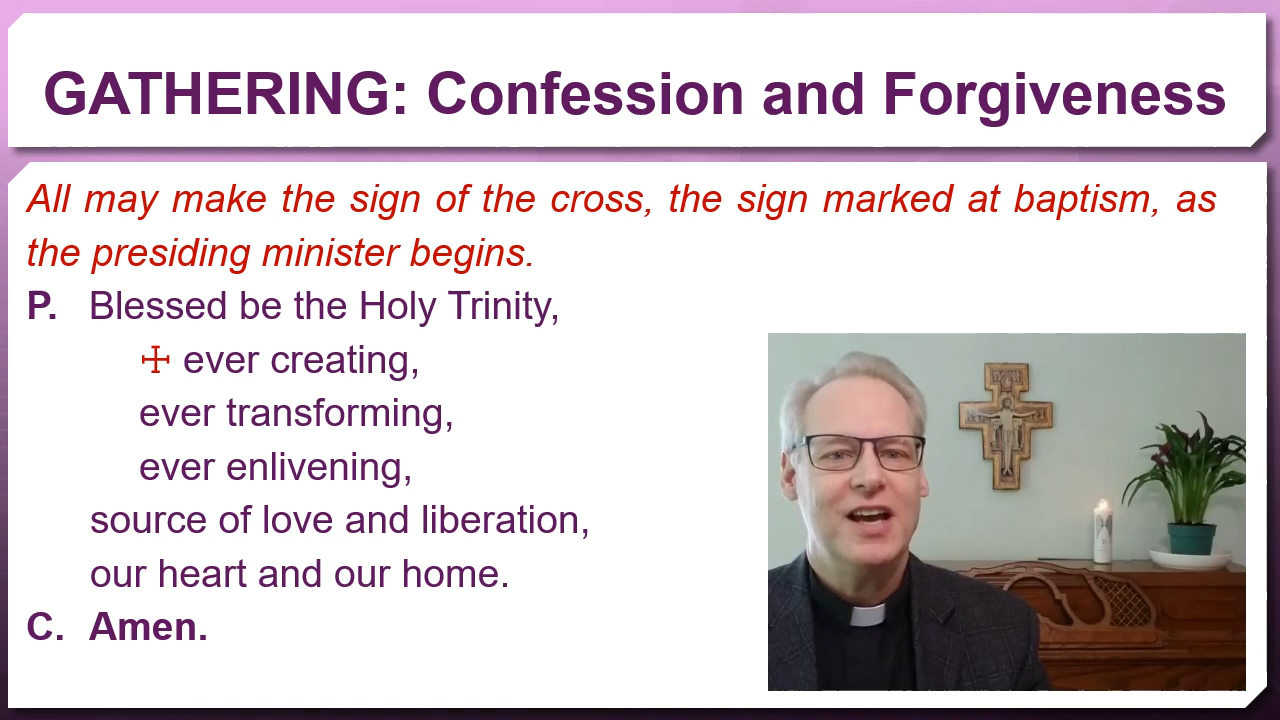 GATHERING: Confession and Forgiveness
All may make the sign of the cross, the sign marked at baptism, as
the presiding minister begins.
P. Blessed be the Holy Trinity,
☩ ever creating,
ever transforming,
ever enlivening,
source of love and liberation,
our heart and our home.
C. Amen.